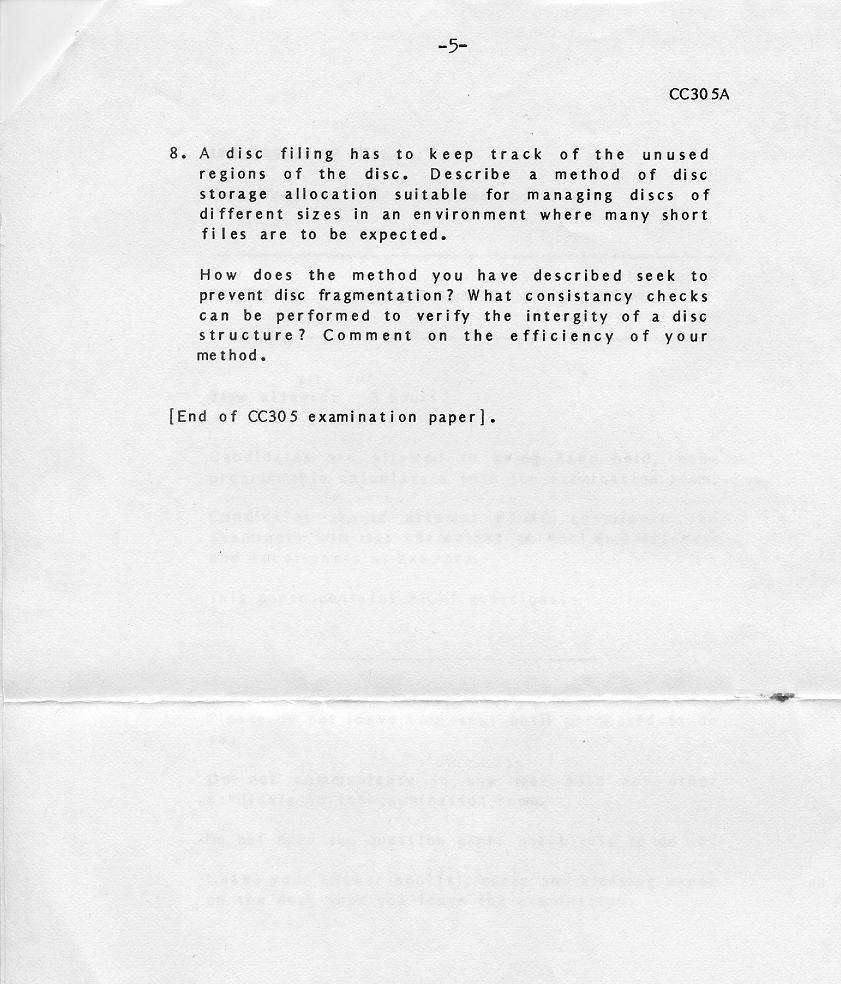 -5-
CC305A
8. A disc filing has to keep track of the unused
regions of the disc. Describe a method of disc
storage allocation suitable for managing discs of
different sizes in an environment where many short
files are to be expected.
How does the method you have described seek to
prevent disc fragmentation? What consistancy checks
can be performed to verify the intergity of a disc
structure? Comment on the efficiency of your
method.
[End of CC305 examination paper].